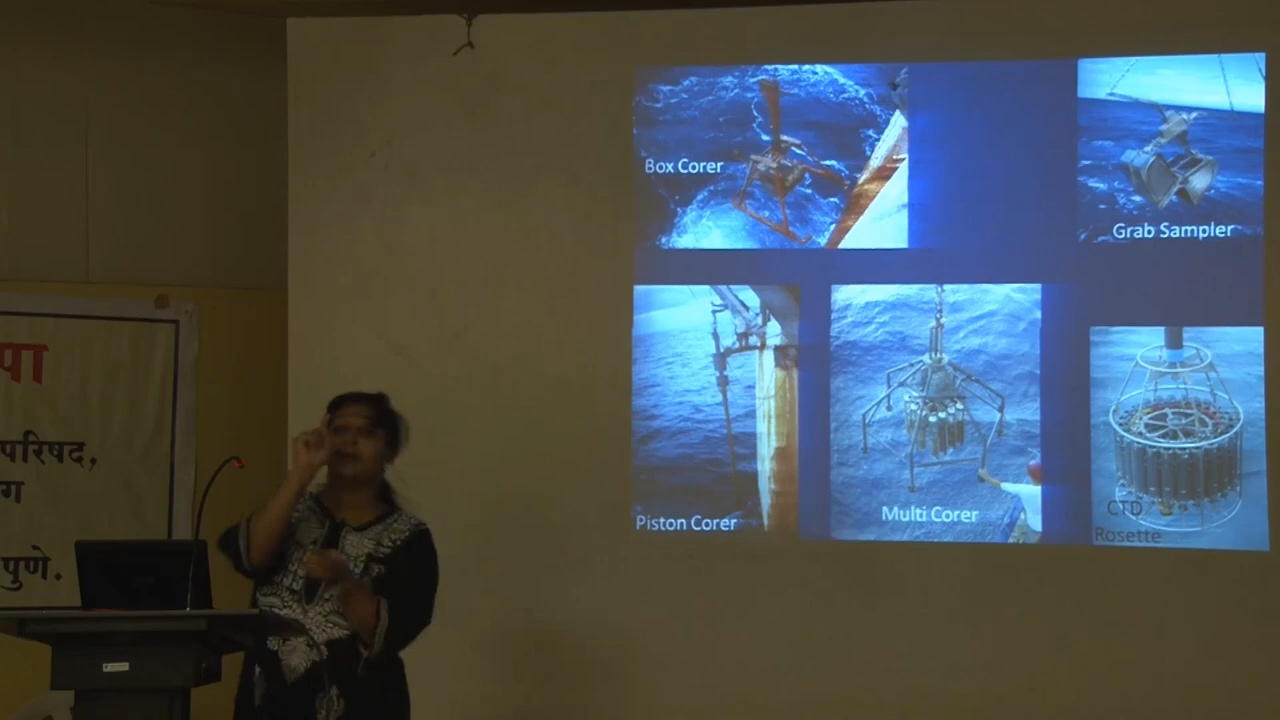 पा
परिषद,
ग
पुणे.
Box Corer
Grab Sampler
Piston Corer
Multi Corer
CTD
Rosette